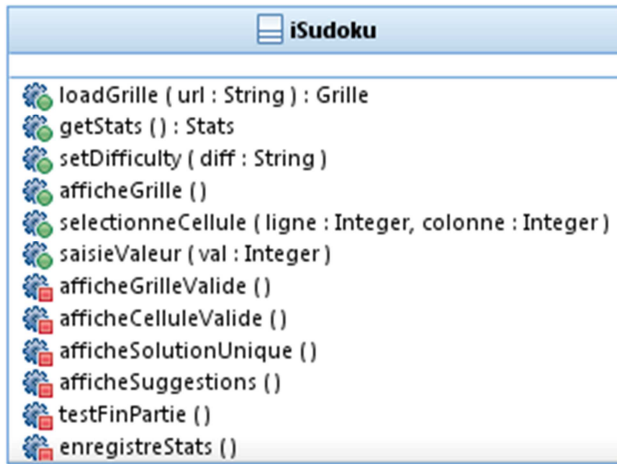 iSudoku
loadGrille ( url : String ) : Grille
getStats () : Stats
setDifficulty ( diff : String )
afficheGrille ()
selectionneCellule ( ligne : Integer, colonne : Integer )
saisieValeur ( val : Integer )
afficheGrilleValide ()
afficheCelluleValide ()
afficheSolutionUnique ()
afficheSuggestions ()
testFinPartie ()
enregistreStats ()